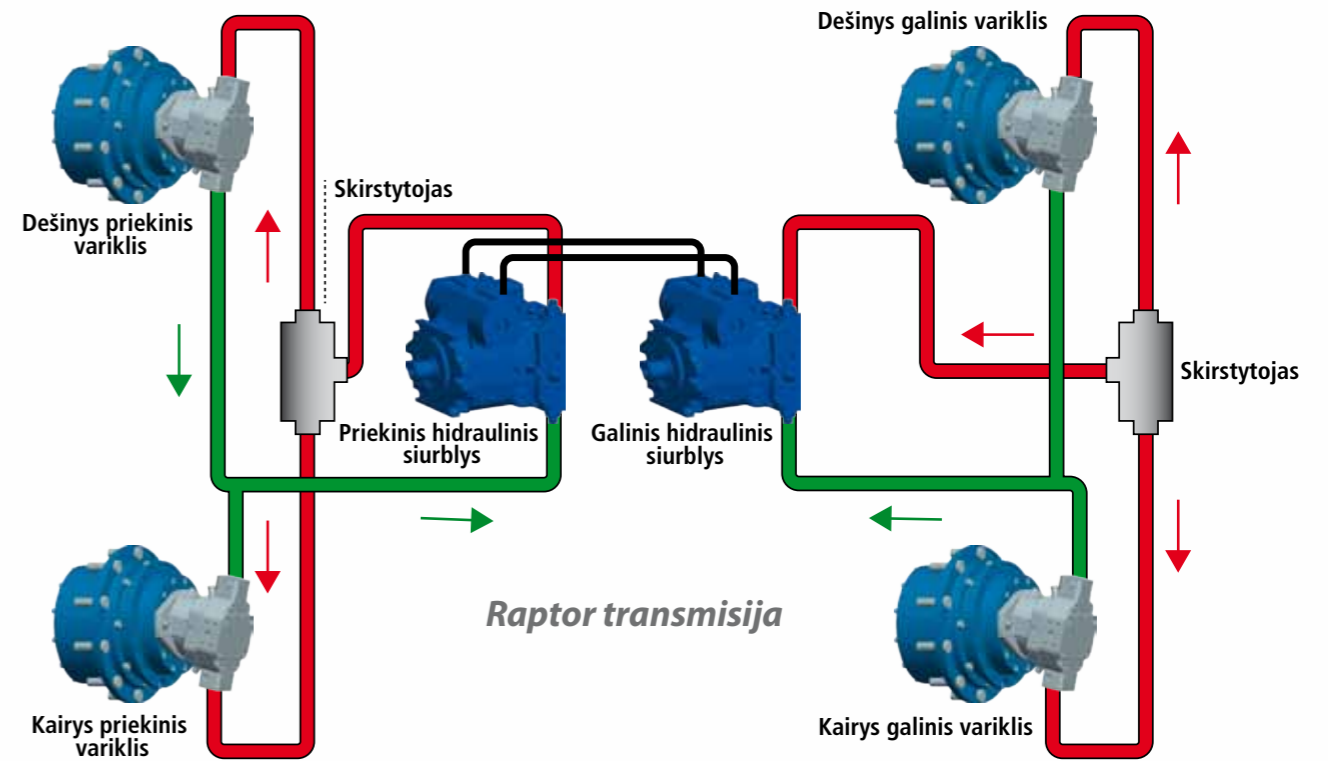 Dešinys galinis variklis
Skirstytojas
Dešinys priekinis
variklis
Skirstytojas
Priekinis hidraulinis
siurblys
Galinis hidraulinis
siurblys
Raptor transmisija
Kairys priekinis
variklis
Kairys galinis variklis